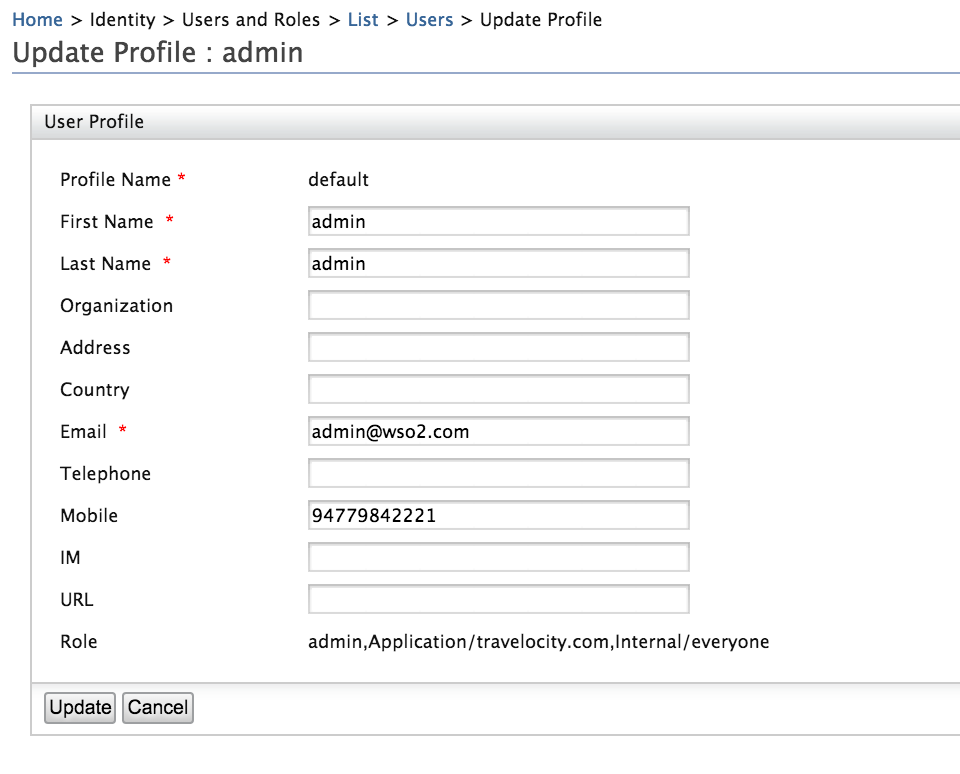 Home > Identity > Users and Roles > List > Users > Update Profile
Update Profile : admin
User Profile
Profile Name * default
First Name * admin
Last Name * admin
Organization
Address
Country
Email * admin@wso2.com
Telephone
Mobile 94779842221
IM
URL
Role admin,Application/travelocity.com,Internal/everyone
Update Cancel